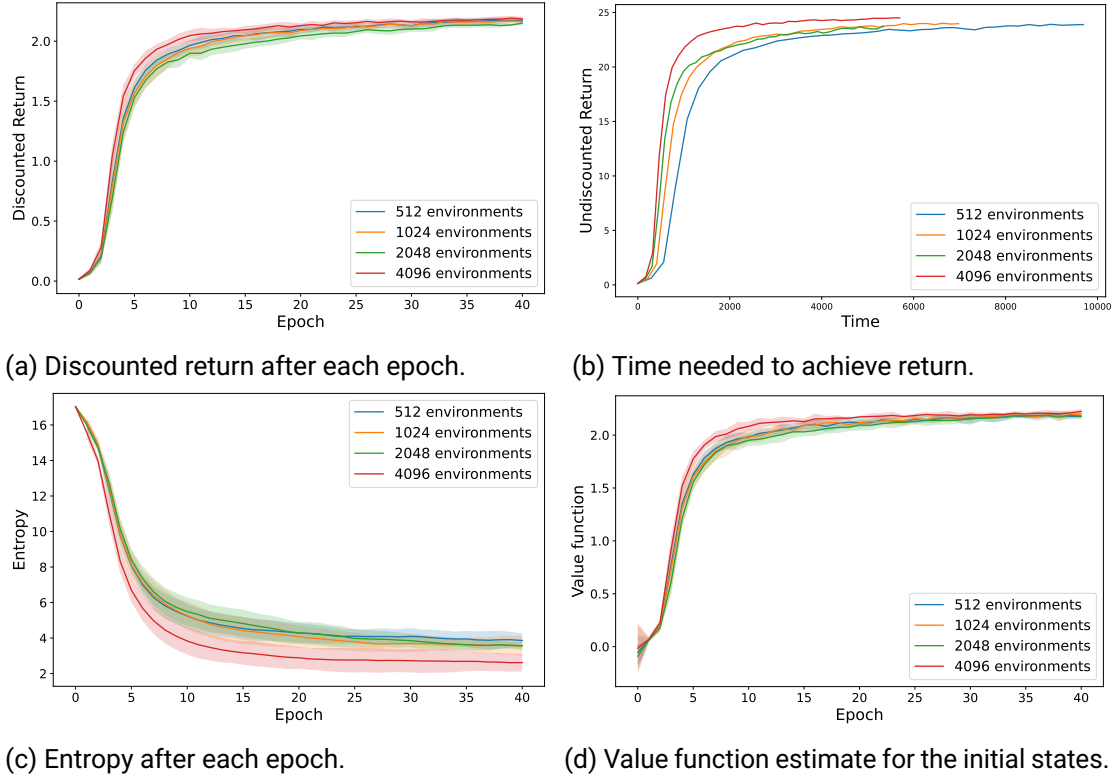 2.0
1.5
1.0
0.5
0.0
Discounted Return
512 environments
1024 environments
2048 environments
4096 environments
0 5 10 15 20 25 30 35 40
Epoch
(a) Discounted return after each epoch.
25
20
15
10
5
0
Undiscounted Return
512 environments
1024 environments
2048 environments
4096 environments
0 2000 4000 6000 8000 10000
Time
(b) Time needed to achieve return.
16
14
12
10
8
6
4
2
Entropy
512 environments
1024 environments
2048 environments
4096 environments
0 5 10 15 20 25 30 35 40
Epoch
(c) Entropy after each epoch.
2.0
1.5
1.0
0.5
0.0
Value function
512 environments
1024 environments
2048 environments
4096 environments
0 5 10 15 20 25 30 35 40
Epoch
(d) Value function estimate for the initial states.